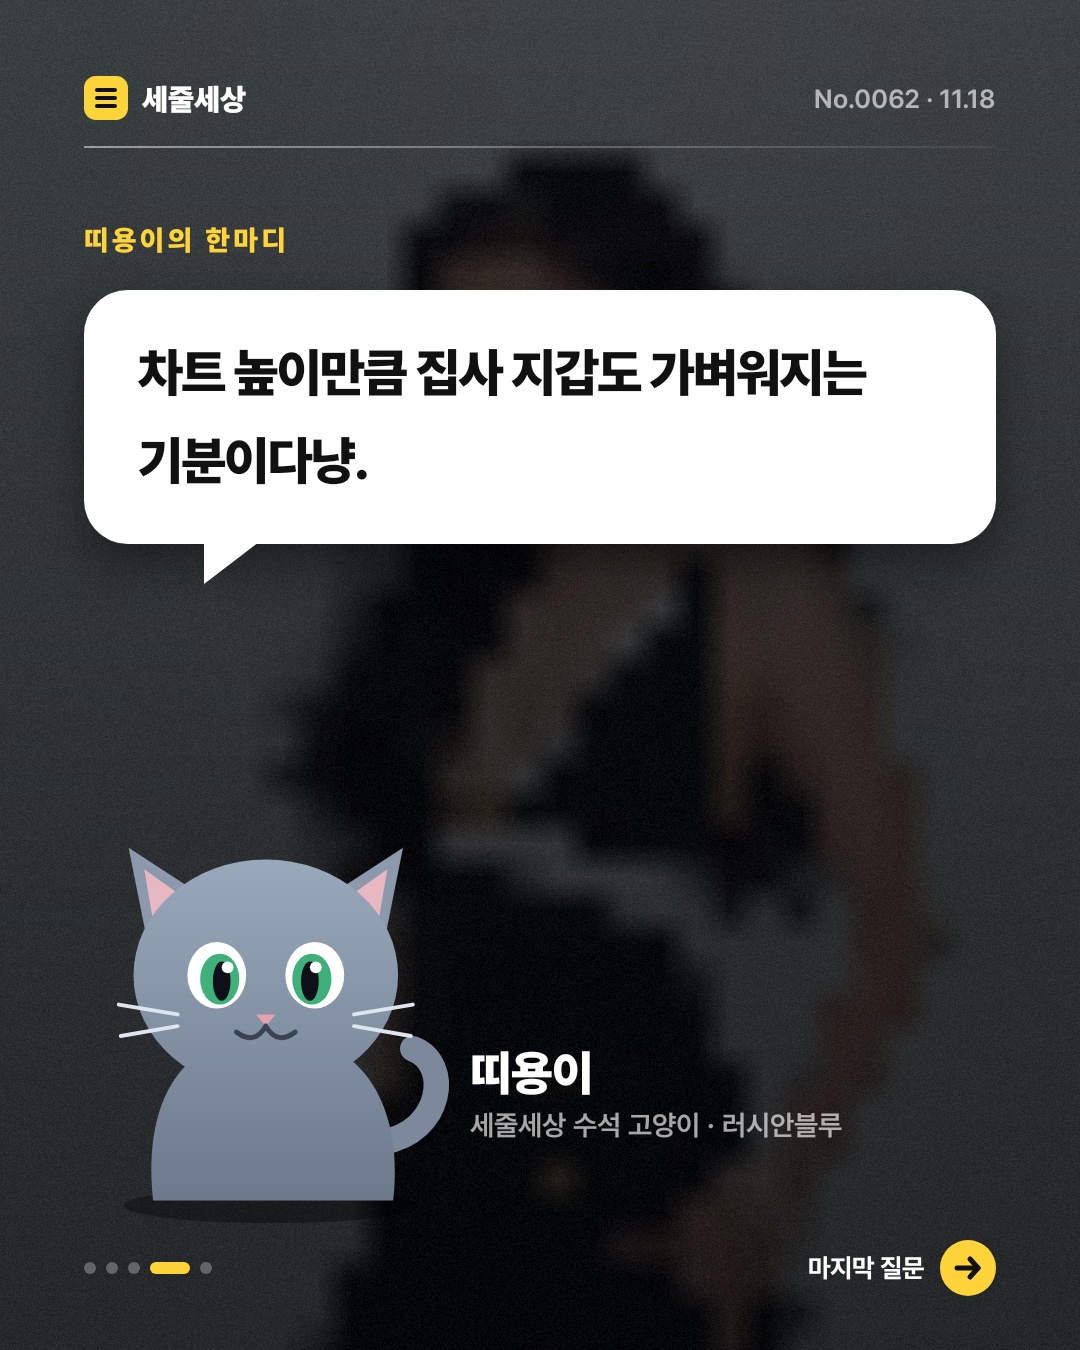 세줄세상
No.0062 · 11.18
띠용이의 한마디
차트 높이만큼 집사 지갑도 가벼워지는
기분이다냥.
띠용이
세줄세상 수석 고양이 · 러시안블루
마지막 질문